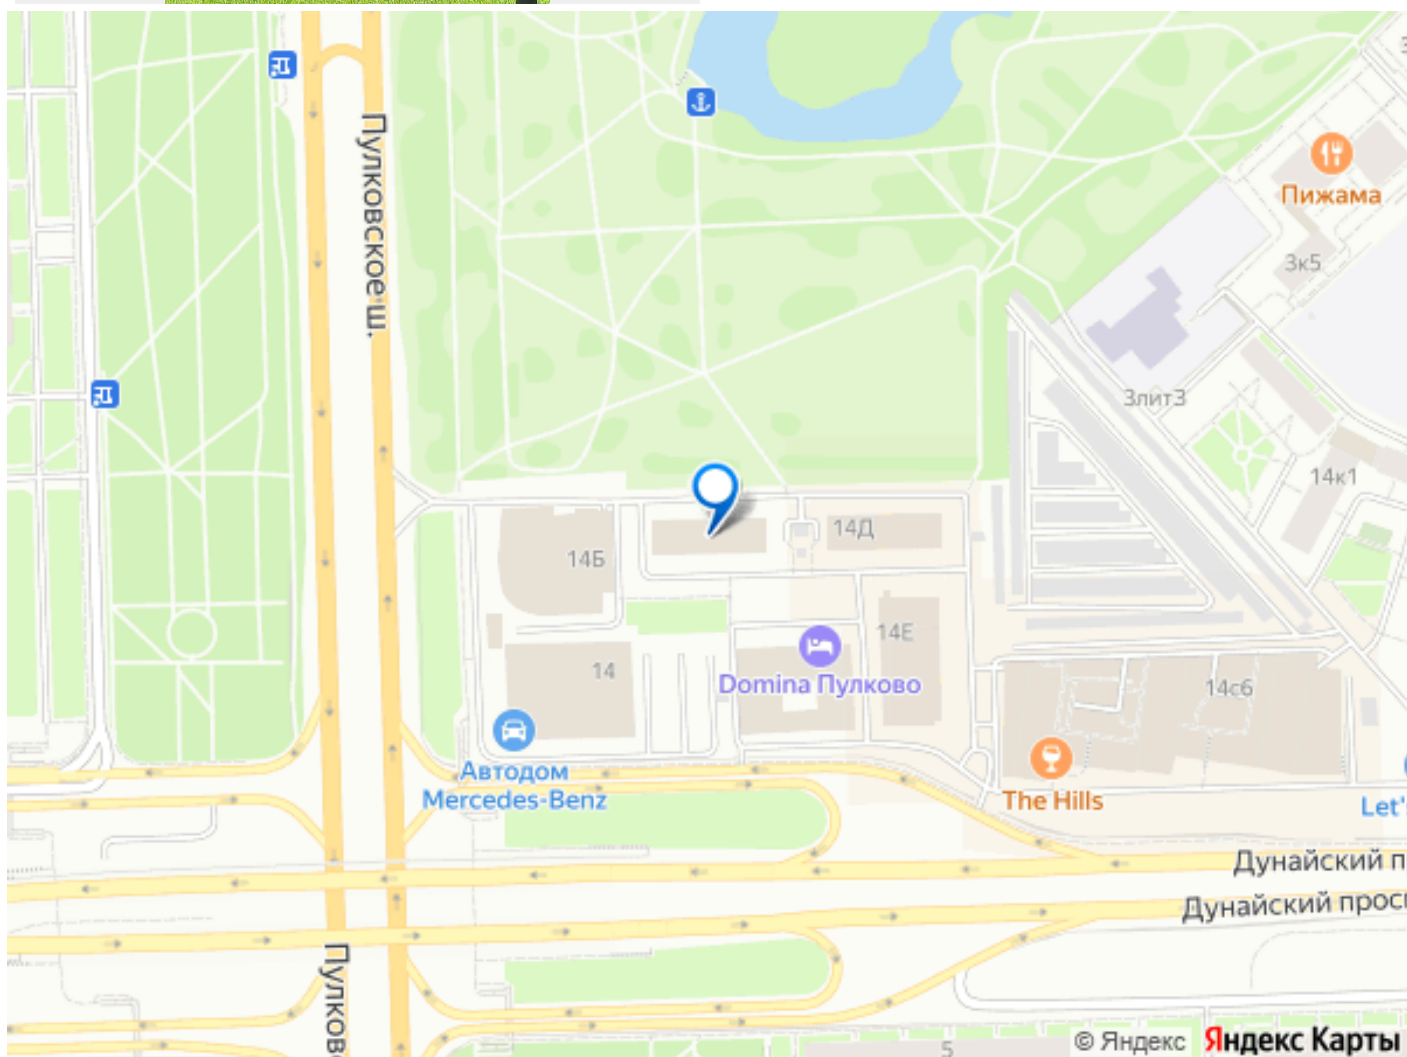 Пулковское ш.
Пижама
3к5
3лит3
14к1
14Д
14Б
14Е
14
Domina Пулково
14с6
Автодом
Mercedes-Benz
The Hills
Let'
Дунайский п
Дунайский прос
Пулков
5
© Яндекс Яндекс Карты